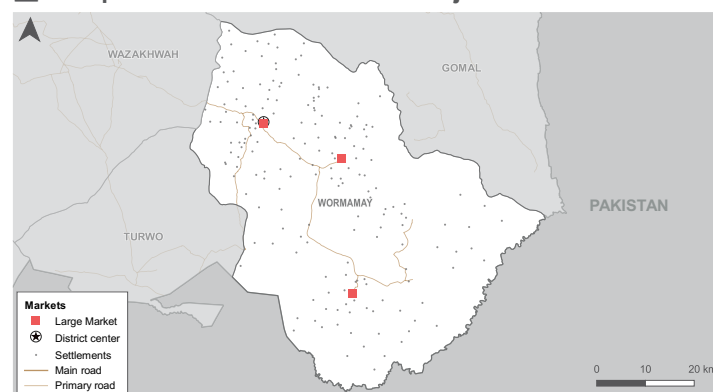 WAZAKHWAH
GOMAL
WORMAMAY
PAKISTAN
TURWO
Markets
Large Market
District center
Settlements
Main road
Primary road
0 10 20 km